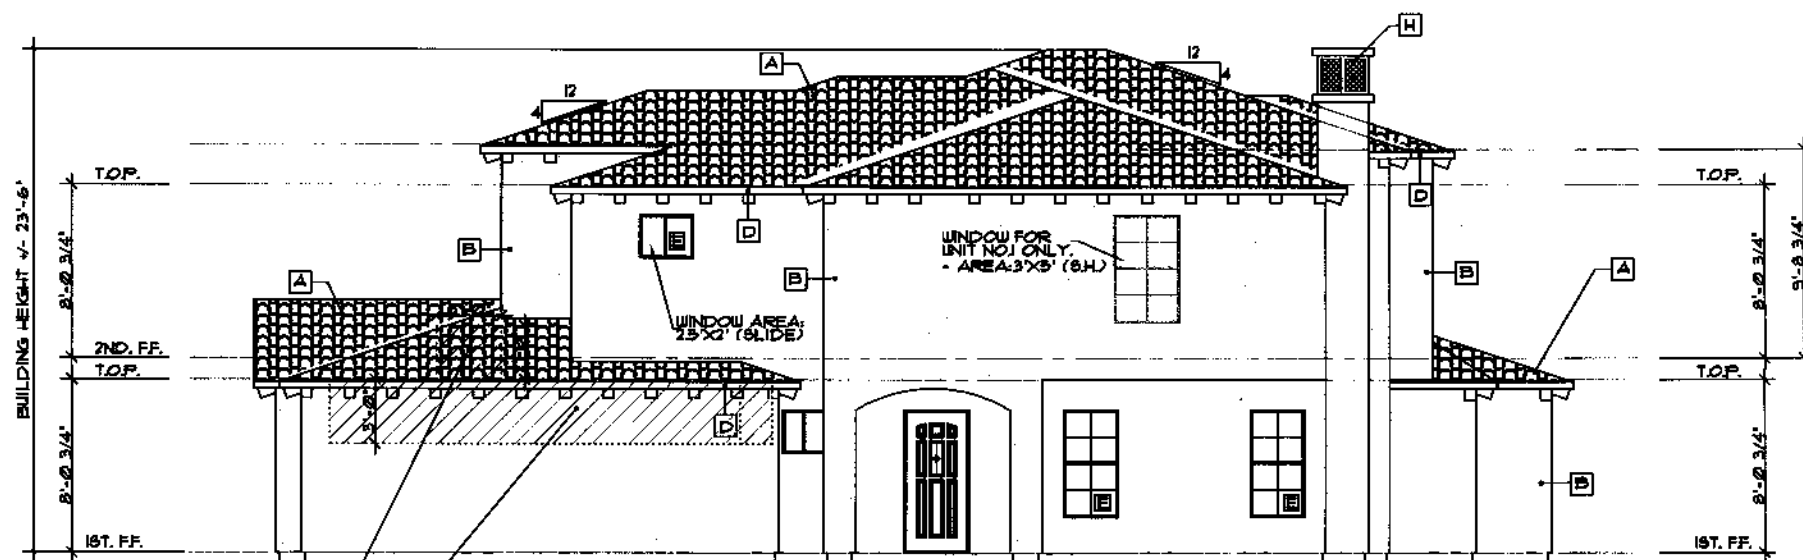 H
12
4
A
12
4
BUILDING HEIGHT +/- 23'-6"
T.O.P.
T.O.P.
D
B
E
D
WINDOW FOR
UNIT NO.1 ONLY.
- AREA:3'X5' (S.H.)
B
B
A
A
8'-0 3/4"
8'-0 3/4"
9'-8 3/4"
WINDOW AREA:
2'X2' (SLIDE)
2ND. F.F.
T.O.P.
T.O.P.
3'-0"
D
8'-0 3/4"
8'-0 3/4"
E
E
B
1ST. F.F.
1ST. F.F.